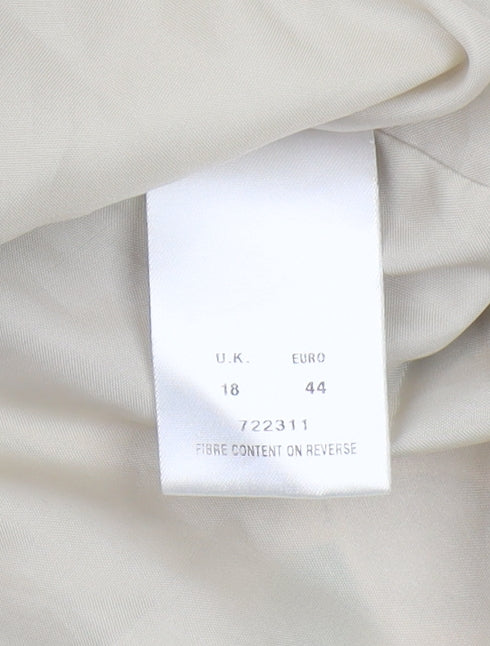 U.K. EURO
18 44
722311
FIBRE CONTENT ON REVERSE